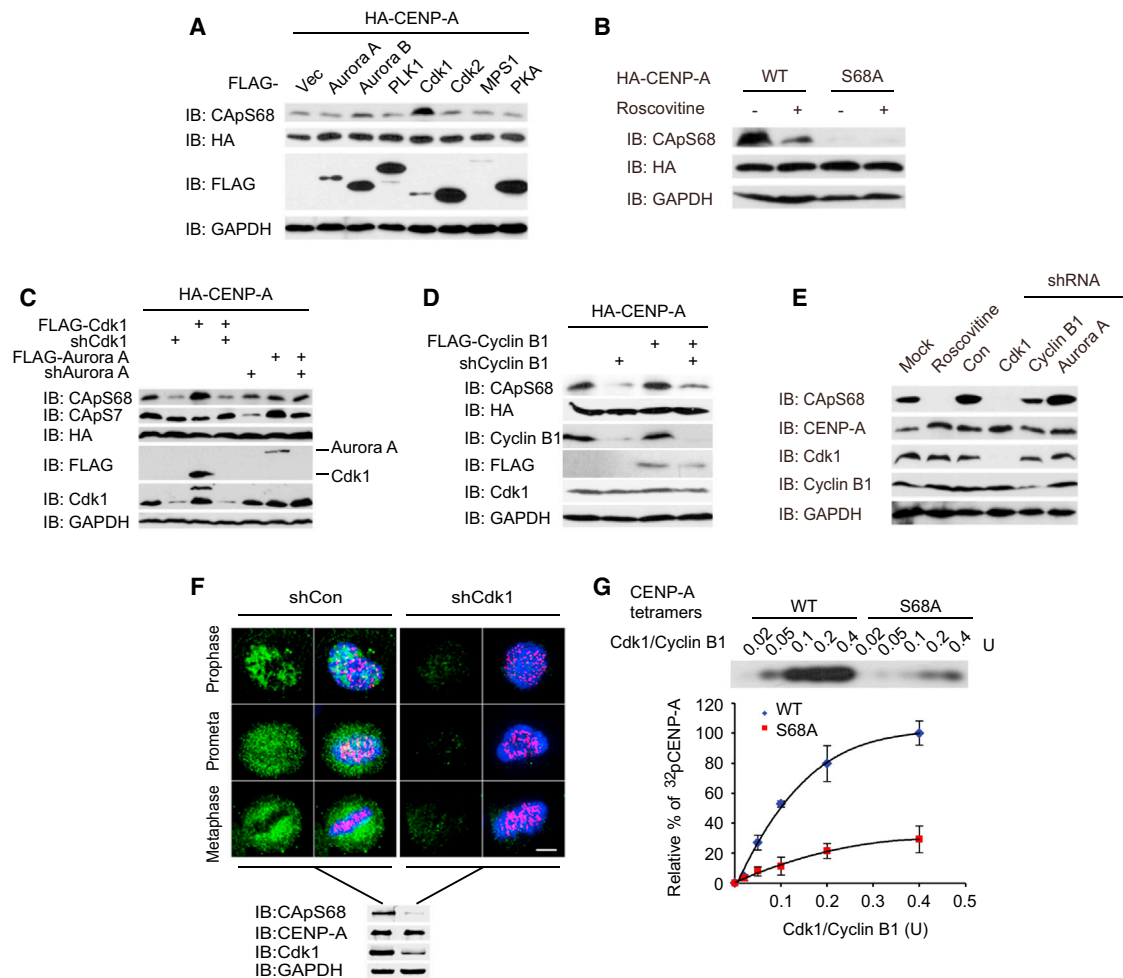 A
HA-CENP-A
FLAG- Vec Aurora A Aurora B PLK1 Cdk1 Cdk2 MPS1 PKA
IB: CApS68
IB: HA
IB: FLAG
IB: GAPDH
B
HA-CENP-A WT S68A
Roscovitine - + - +
IB: CApS68
IB: HA
IB: GAPDH
C
HA-CENP-A
FLAG-Cdk1 + +
shCdk1 + +
FLAG-Aurora A + +
shAurora A + +
IB: CApS68
IB: CApS7
IB: HA
IB: FLAG
Aurora A
Cdk1
IB: Cdk1
IB: GAPDH
D
HA-CENP-A
FLAG-Cyclin B1 + +
shCyclin B1 + +
IB: CApS68
IB: HA
IB: Cyclin B1
IB: FLAG
IB: Cdk1
IB: GAPDH
E
shRNA
Mock Roscovitine Con Cdk1 Cyclin B1 Aurora A
IB: CApS68
IB: CENP-A
IB: Cdk1
IB: Cyclin B1
IB: GAPDH
F
shCon shCdk1
Prophase
Prometa
Metaphase
IB:CApS68
IB:CENP-A
IB:Cdk1
IB:GAPDH
G
CENP-A
tetramers
WT S68A
Cdk1/Cyclin B1 0.02 0.05 0.1 0.2 0.4 0.02 0.05 0.1 0.2 0.4 U
WT
S68A
Relative % of 32pCENP-A
120
100
80
60
40
20
0
0.1 0.2 0.3 0.4 0.5
Cdk1/Cyclin B1 (U)